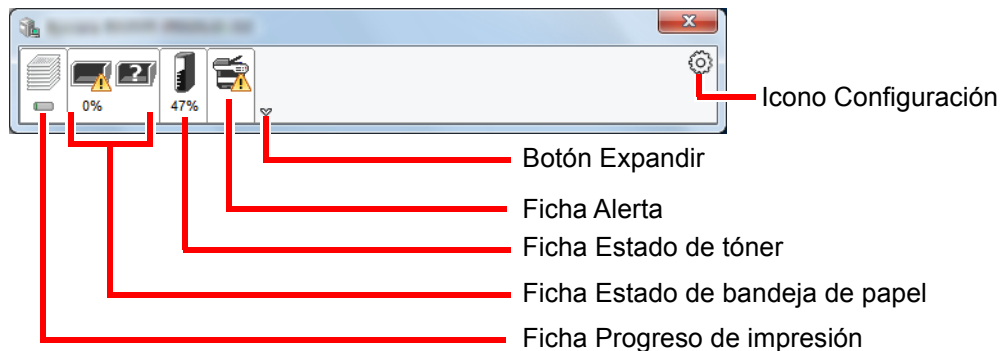 0%
47%
Icono Configuración
Botón Expandir
Ficha Alerta
Ficha Estado de tóner
Ficha Estado de bandeja de papel
Ficha Progreso de impresión